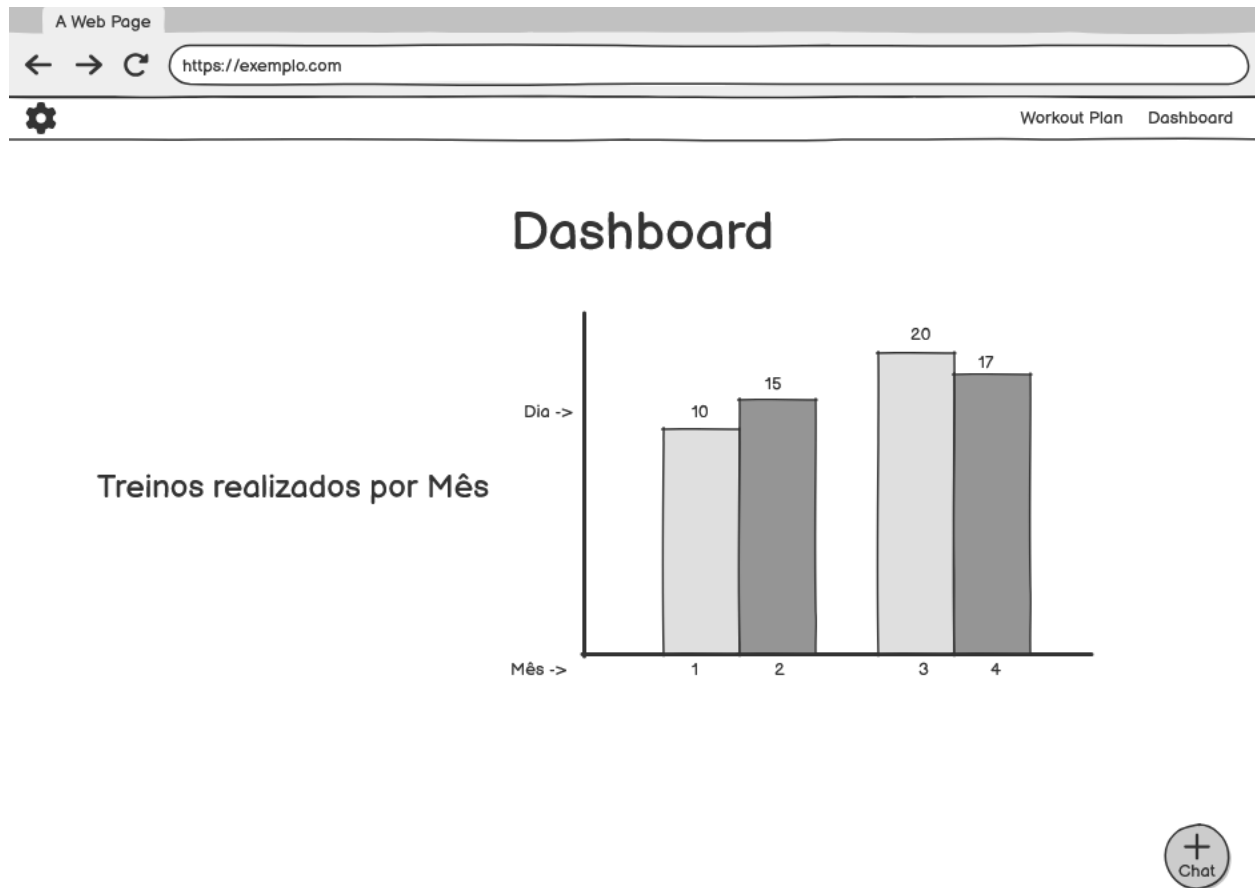 A Web Page
https://exemplo.com
Workout Plan Dashboard
Dashboard
20
17
15
10
Dia ->
Treinos realizados por Mês
Mês -> 1 2 3 4
Chat